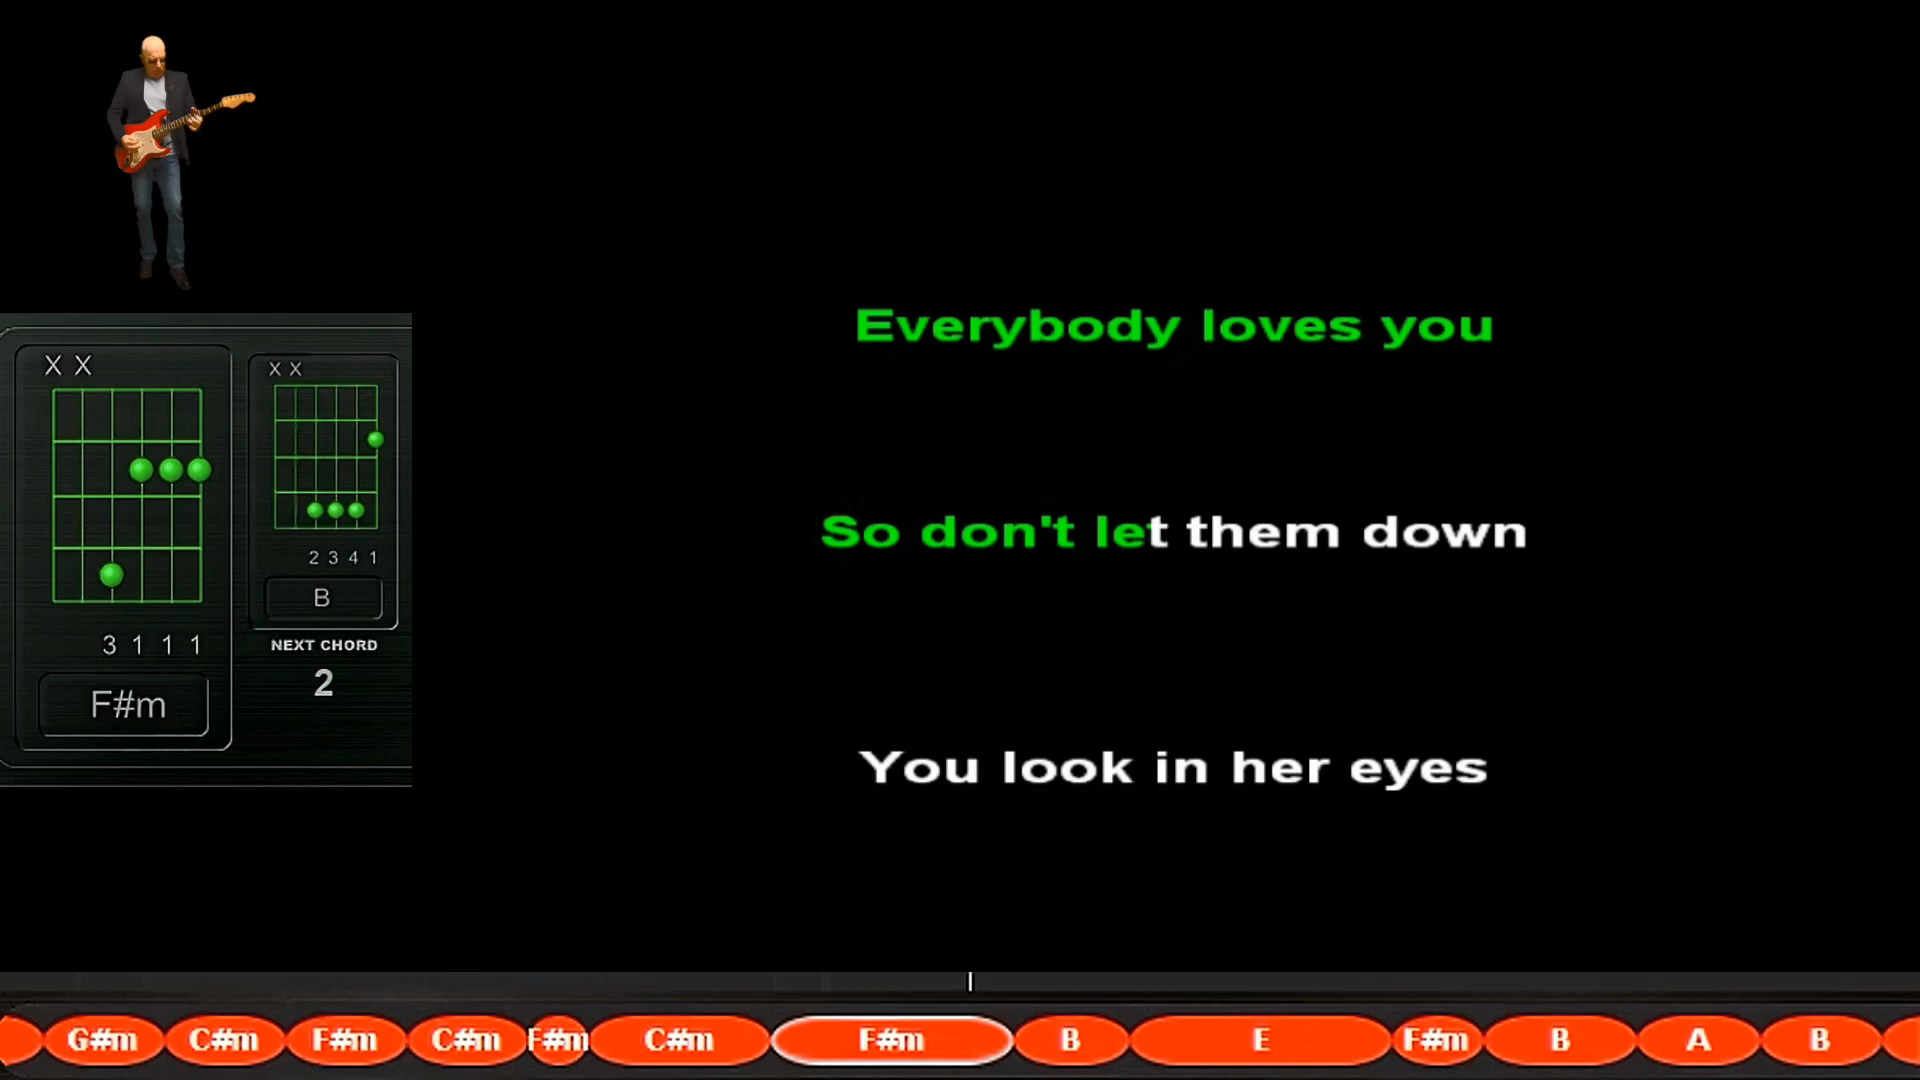 Everybody loves you
So don't let them down
You look in her eyes
X X
3 1 1 1
F#m
X X
2 3 4 1
B
NEXT CHORD
2
G#m C#m F#m C#m F#m C#m F#m B E F#m B A B